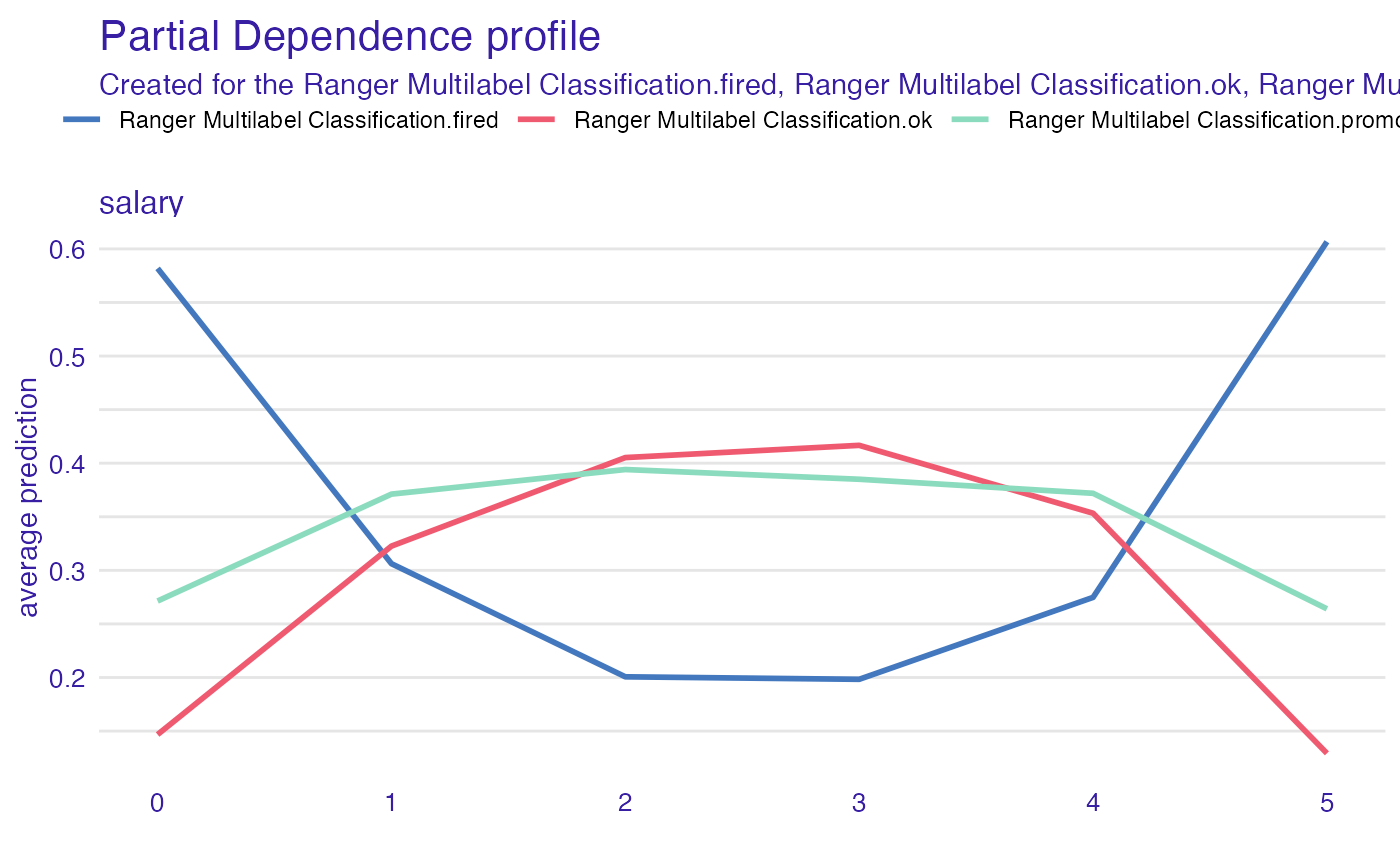 Partial Dependence profile
Created for the Ranger Multilabel Classification.fired, Ranger Multilabel Classification.ok, Ranger Mu
Ranger Multilabel Classification.fired Ranger Multilabel Classification.ok Ranger Multilabel Classification.promo
salary
0.6
0.5
0.4
0.3
0.2
average prediction
0 1 2 3 4 5